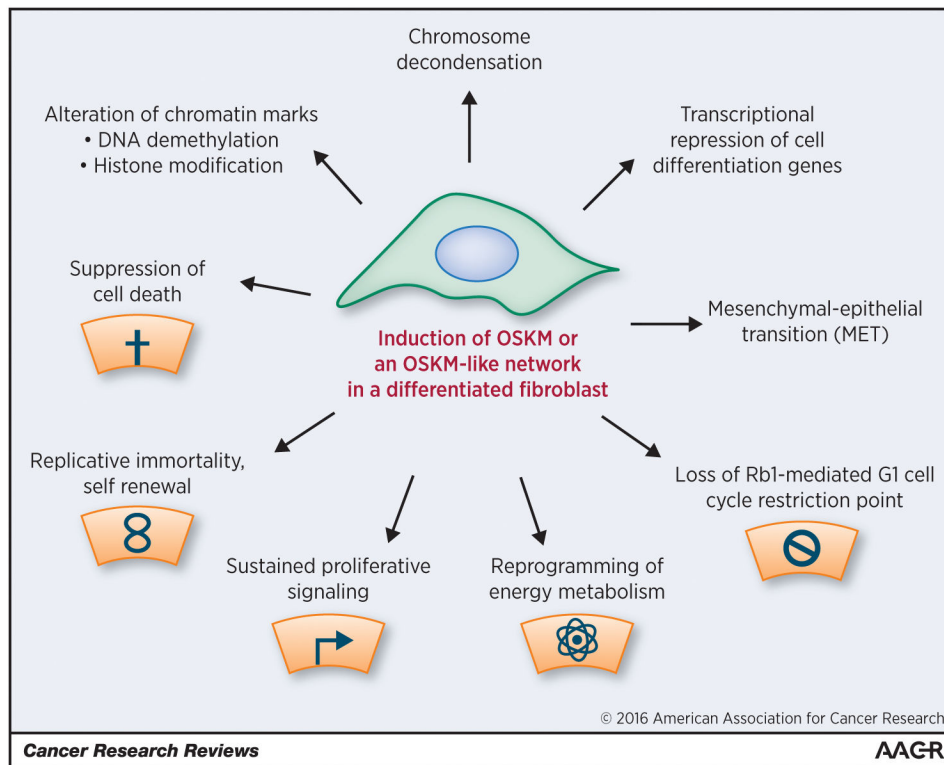 Chromosome
decondensation
Alteration of chromatin marks
• DNA demethylation
• Histone modification
Transcriptional
repression of cell
differentiation genes
Suppression of
cell death
Mesenchymal-epithelial
transition (MET)
Induction of OSKM or
an OSKM-like network
in a differentiated fibroblast
Replicative immortality,
self renewal
Loss of Rb1-mediated G1 cell
cycle restriction point
Sustained proliferative
signaling
Reprogramming of
energy metabolism
© 2016 American Association for Cancer Research
Cancer Research Reviews
AACR